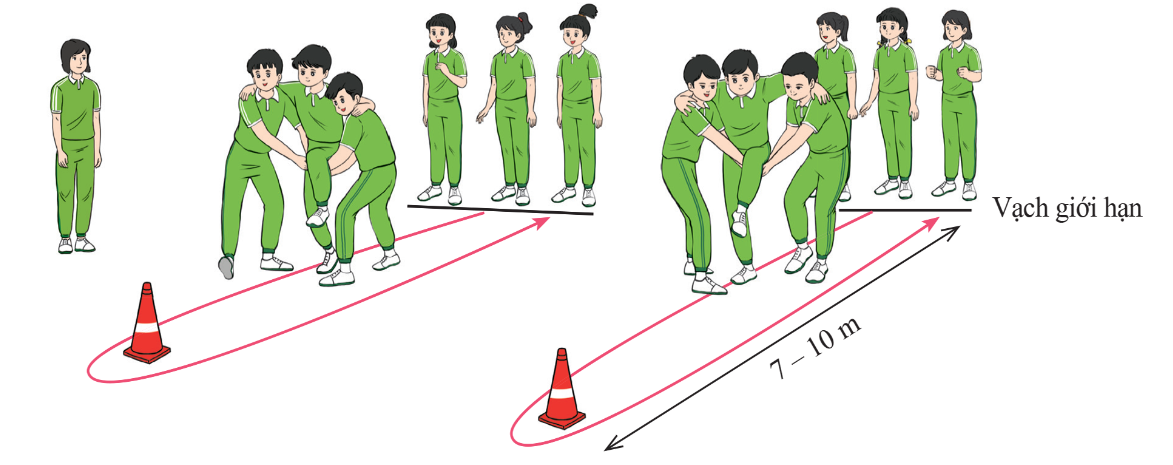 Vạch giới hạn
7 – 10 m